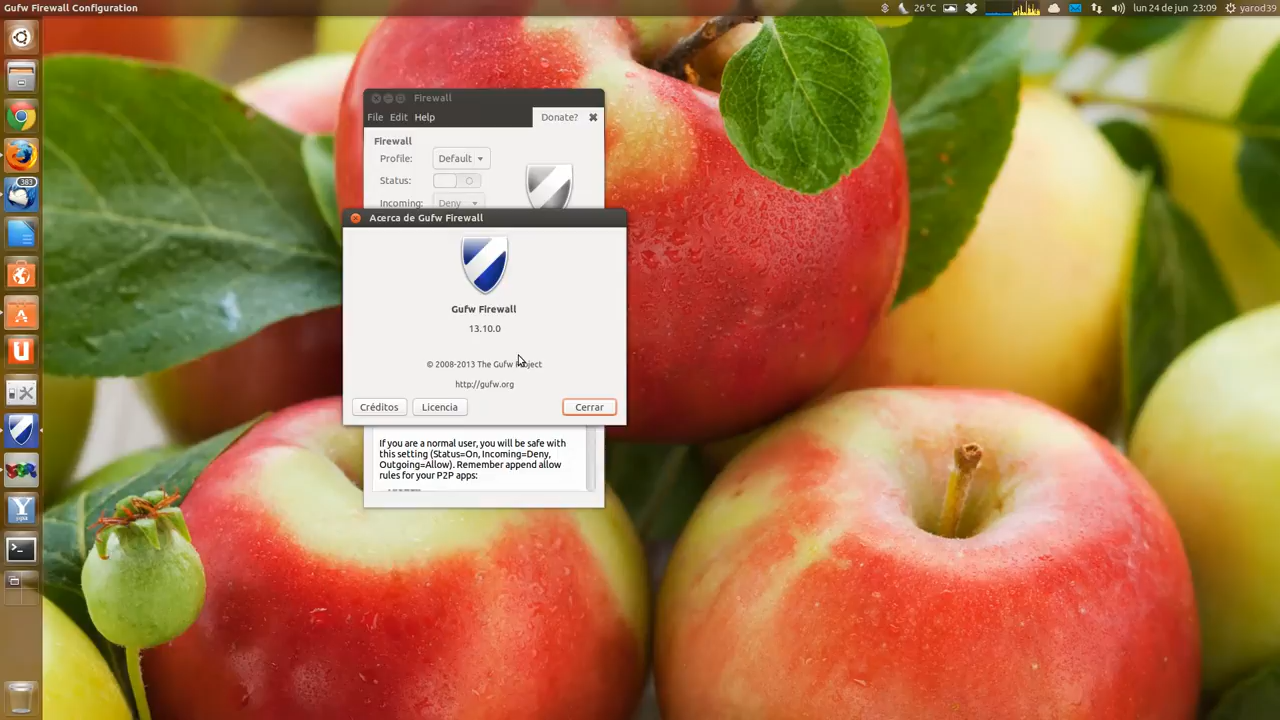 Gufw Firewall Configuration
26 °C
lun 24 de jun 23:09
yarod39
Firewall
File Edit Help
Donate?
Firewall
Profile: Default
Status:
Incoming: Deny
383
Acerca de Gufw Firewall
Gufw Firewall
13.10.0
© 2008-2013 The Gufw Project
http://gufw.org
Créditos
Licencia
Cerrar
If you are a normal user, you will be safe with
this setting (Status=On, Incoming=Deny,
Outgoing=Allow). Remember append allow
rules for your P2P apps: